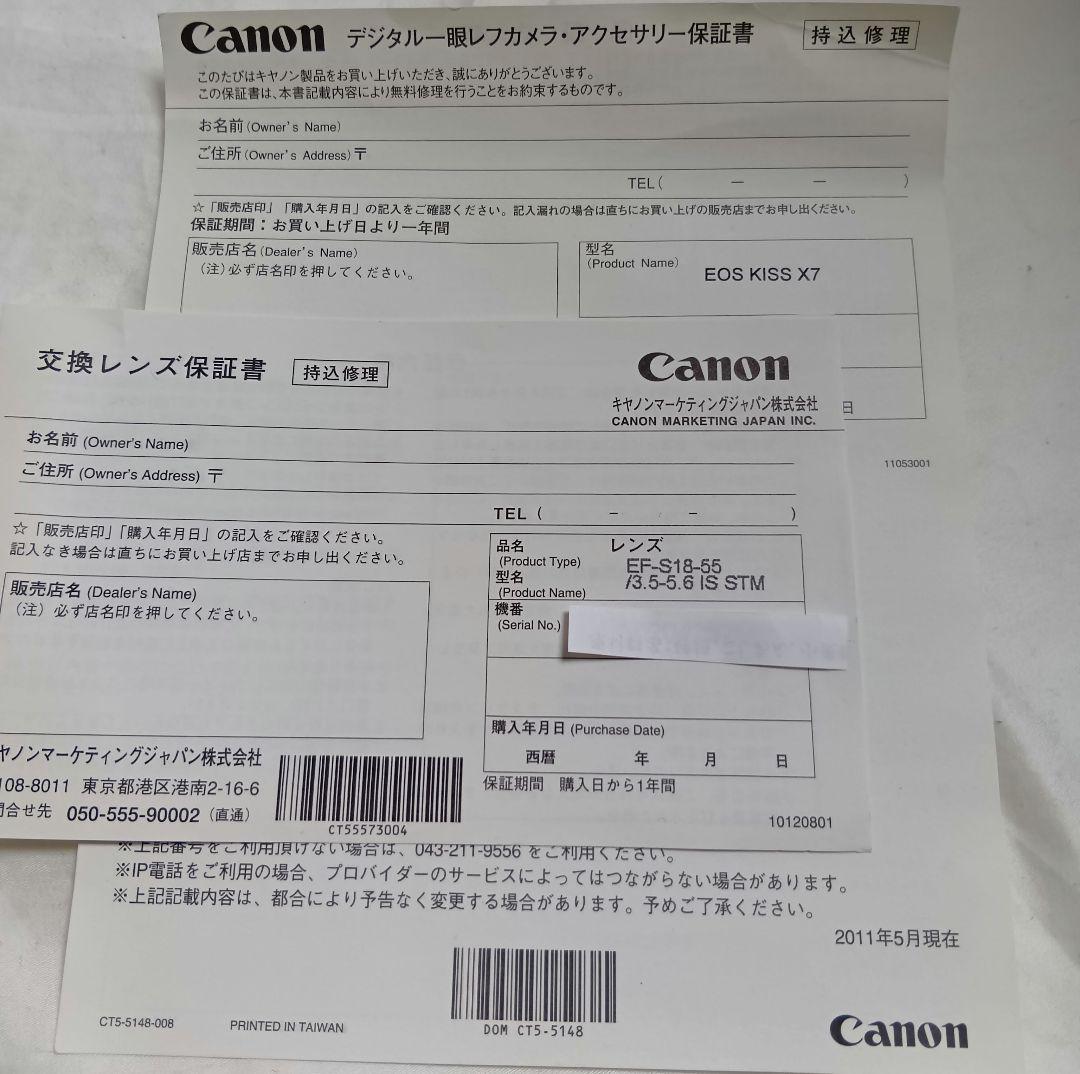 Canon デジタル一眼レフカメラ・アクセサリー保証書 持込修理
このたびはキヤノン製品をお買い上げいただき、誠にありがとうございます。
この保証書は、本書記載内容により無料修理を行うことをお約束するものです。
お名前(Owner's Name)
ご住所(Owner's Address)〒
TEL( － － )
☆「販売店印」「購入年月日」の記入をご確認ください。記入漏れの場合は直ちにお買い上げの販売店までお申し出ください。
保証期間：お買い上げ日より一年間
販売店名(Dealer's Name)
（注）必ず店名印を押してください。
型名
(Product Name)
EOS KISS X7
日
11053001
交換レンズ保証書 持込修理
Canon
キヤノンマーケティングジャパン株式会社
CANON MARKETING JAPAN INC.
お名前 (Owner's Name)
ご住所 (Owner's Address) 〒
TEL ( － － )
☆「販売店印」「購入年月日」の記入をご確認ください。
記入なき場合は直ちにお買い上げ店までお申し出ください。
販売店名 (Dealer's Name)
（注）必ず店名印を押してください。
品名 レンズ
(Product Type) EF-S18-55
型名 /3.5-5.6 IS STM
(Product Name)
機番
(Serial No.)
購入年月日 (Purchase Date)
西暦 年 月 日
保証期間 購入日から1年間
ヤノンマーケティングジャパン株式会社
108-8011 東京都港区港南2-16-6
合せ先 050-555-90002（直通）
CT55573004
10120801
※上記番号をご利用頂けない場合は、043-211-9556 をご利用ください。
※IP電話をご利用の場合、プロバイダーのサービスによってはつながらない場合があります。
※上記記載内容は、都合により予告なく変更する場合があります。予めご了承ください。
2011年5月現在
CT5-5148-008 PRINTED IN TAIWAN
DOM CT5-5148
Canon